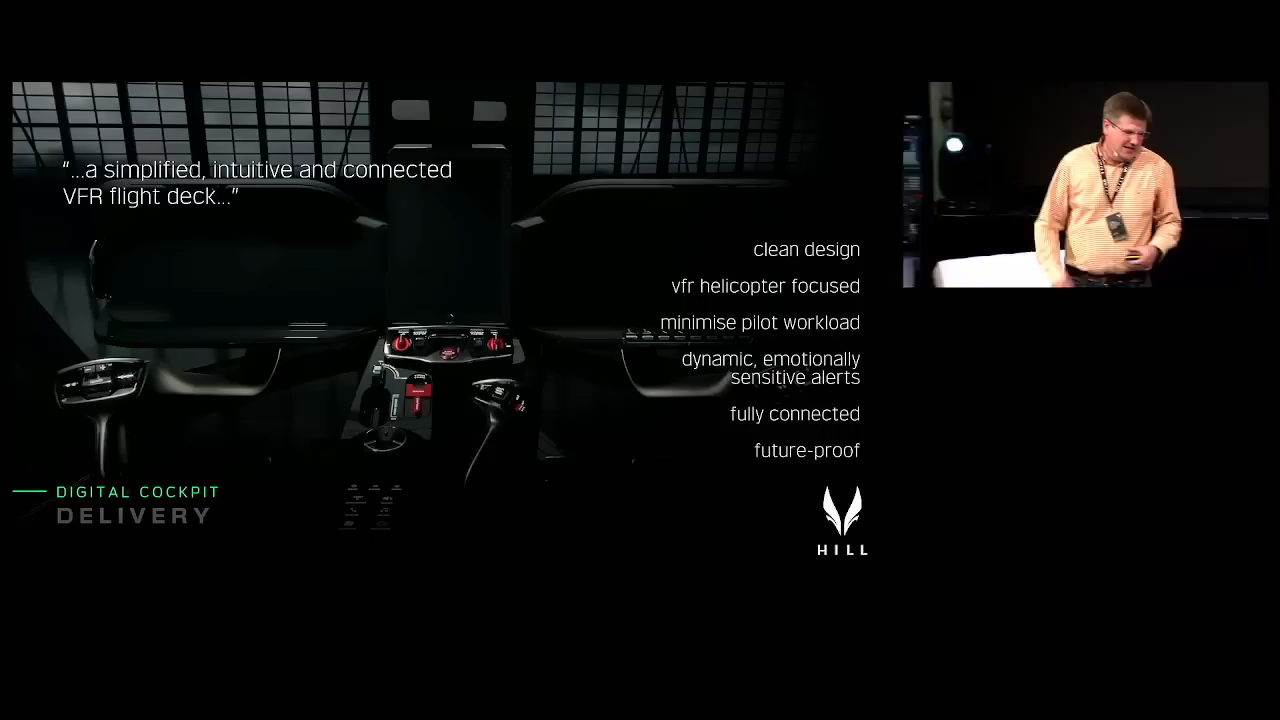 "...a simplified, intuitive and connected
VFR flight deck..."
clean design
vfr helicopter focused
minimise pilot workload
dynamic, emotionally
sensitive alerts
fully connected
future-proof
DIGITAL COCKPIT
DELIVERY
HILL